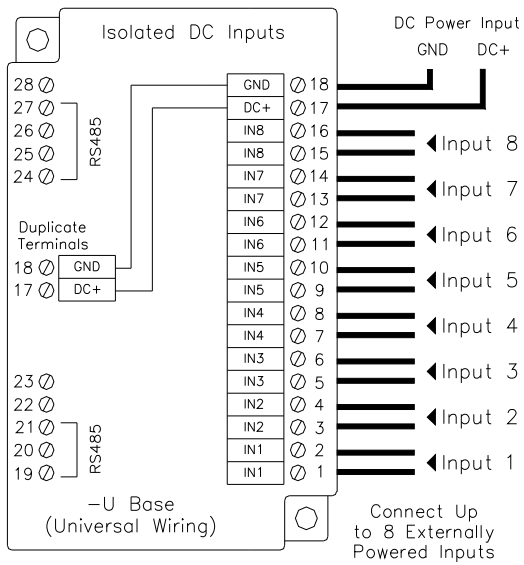 DC Power Input
GND DC+
Isolated DC Inputs
28
27
26
25
24
RS485
Duplicate
Terminals
18 GND
17 DC+
23
22
21
20
19
RS485
GND 18
DC+ 17
IN8 16
IN8 15
Input 8
IN7 14
IN7 13
Input 7
IN6 12
IN6 11
Input 6
IN5 10
IN5 9
Input 5
IN4 8
IN4 7
Input 4
IN3 6
IN3 5
Input 3
IN2 4
IN2 3
Input 2
IN1 2
IN1 1
Input 1
-U Base
(Universal Wiring)
Connect Up
to 8 Externally
Powered Inputs